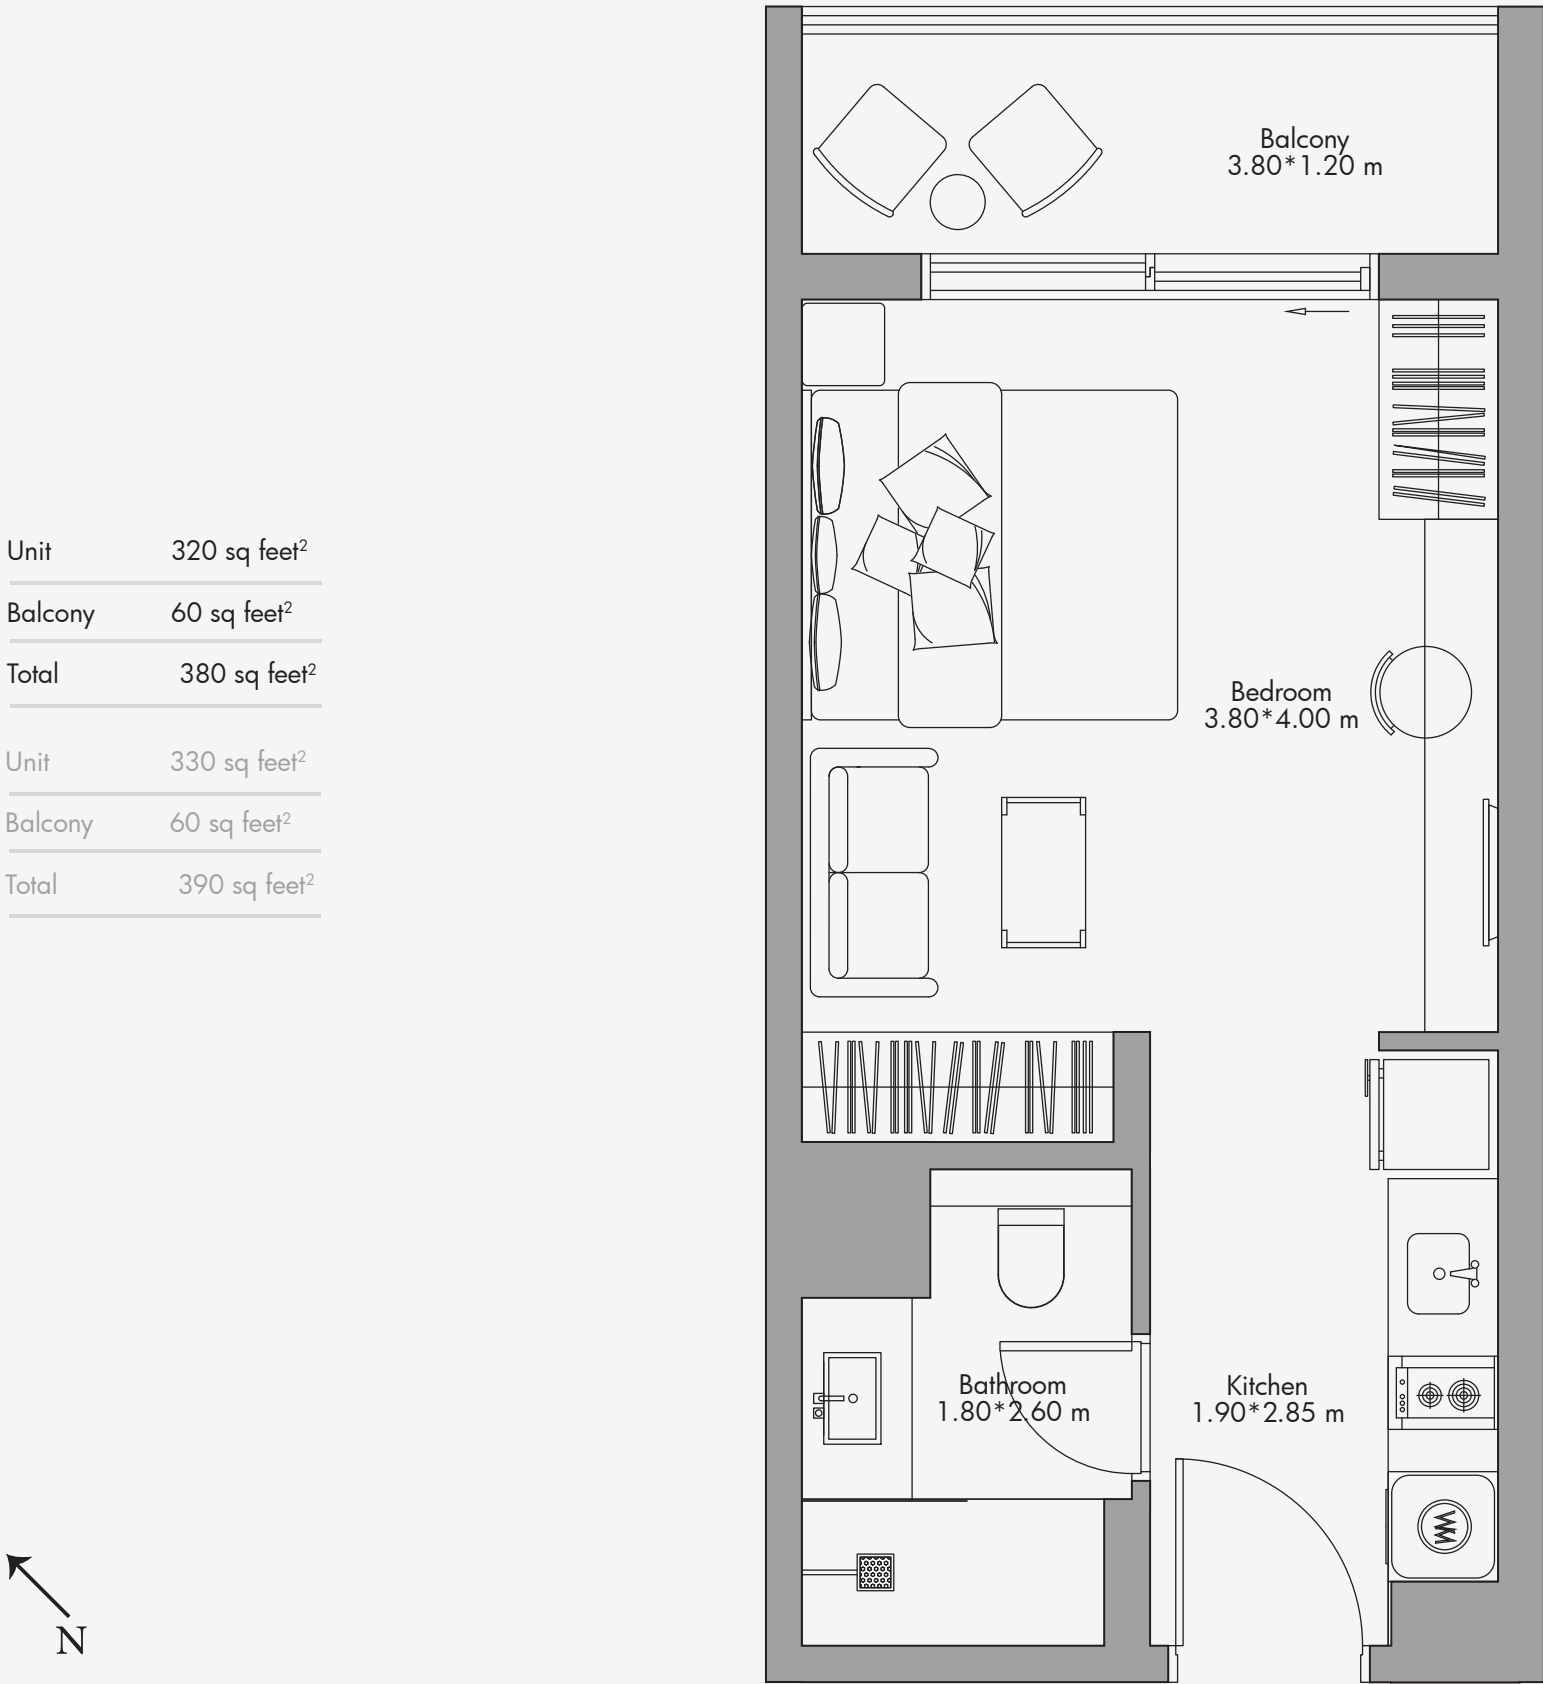 Unit 320 sq feet²
Balcony 60 sq feet²
Total 380 sq feet²
Unit 330 sq feet²
Balcony 60 sq feet²
Total 390 sq feet²
N
Balcony
3.80*1.20 m
Bedroom
3.80*4.00 m
Bathroom
1.80*2.60 m
Kitchen
1.90*2.85 m
WM